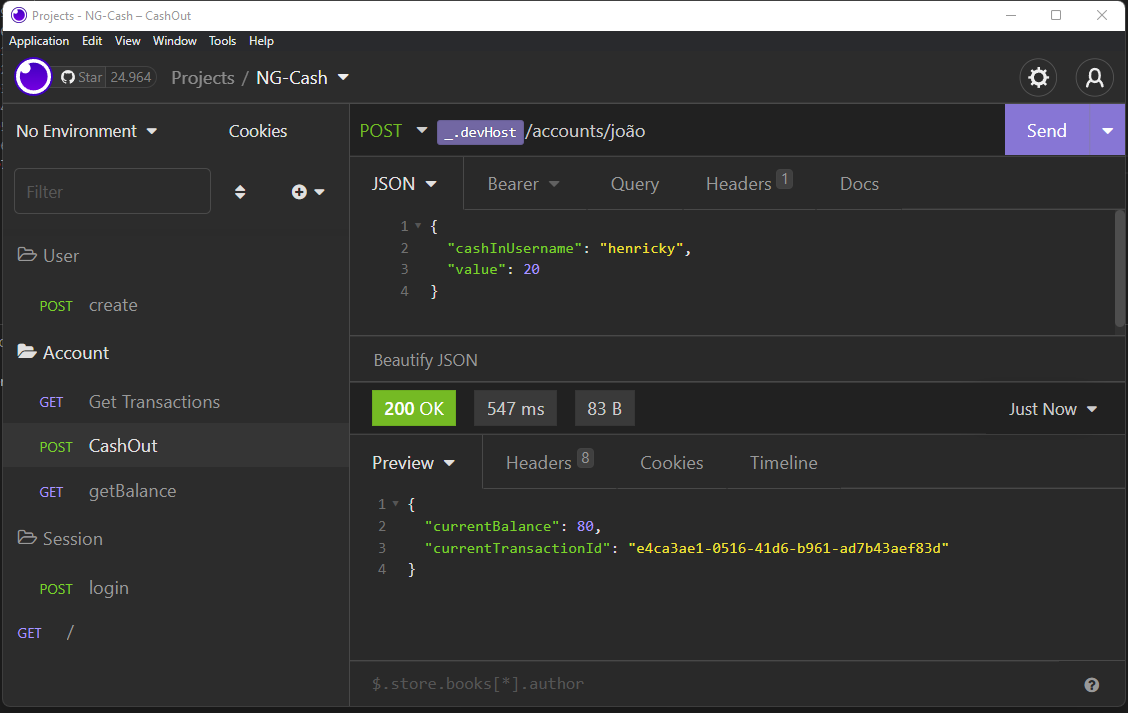 Projects - NG-Cash – CashOut
Application Edit View Window Tools Help
Star 24.964 Projects / NG-Cash
No Environment Cookies
Filter
User
POST create
Account
GET Get Transactions
POST CashOut
GET getBalance
Session
POST login
GET /
POST _.devHost /accounts/joão Send
JSON Bearer Query Headers 1 Docs
1 {
2 "cashInUsername": "henricky",
3 "value": 20
4 }
Beautify JSON
200 OK 547 ms 83 B Just Now
Preview Headers 8 Cookies Timeline
1 {
2 "currentBalance": 80,
3 "currentTransactionId": "e4ca3ae1-0516-41d6-b961-ad7b43aef83d"
4 }
$.store.books[*].author